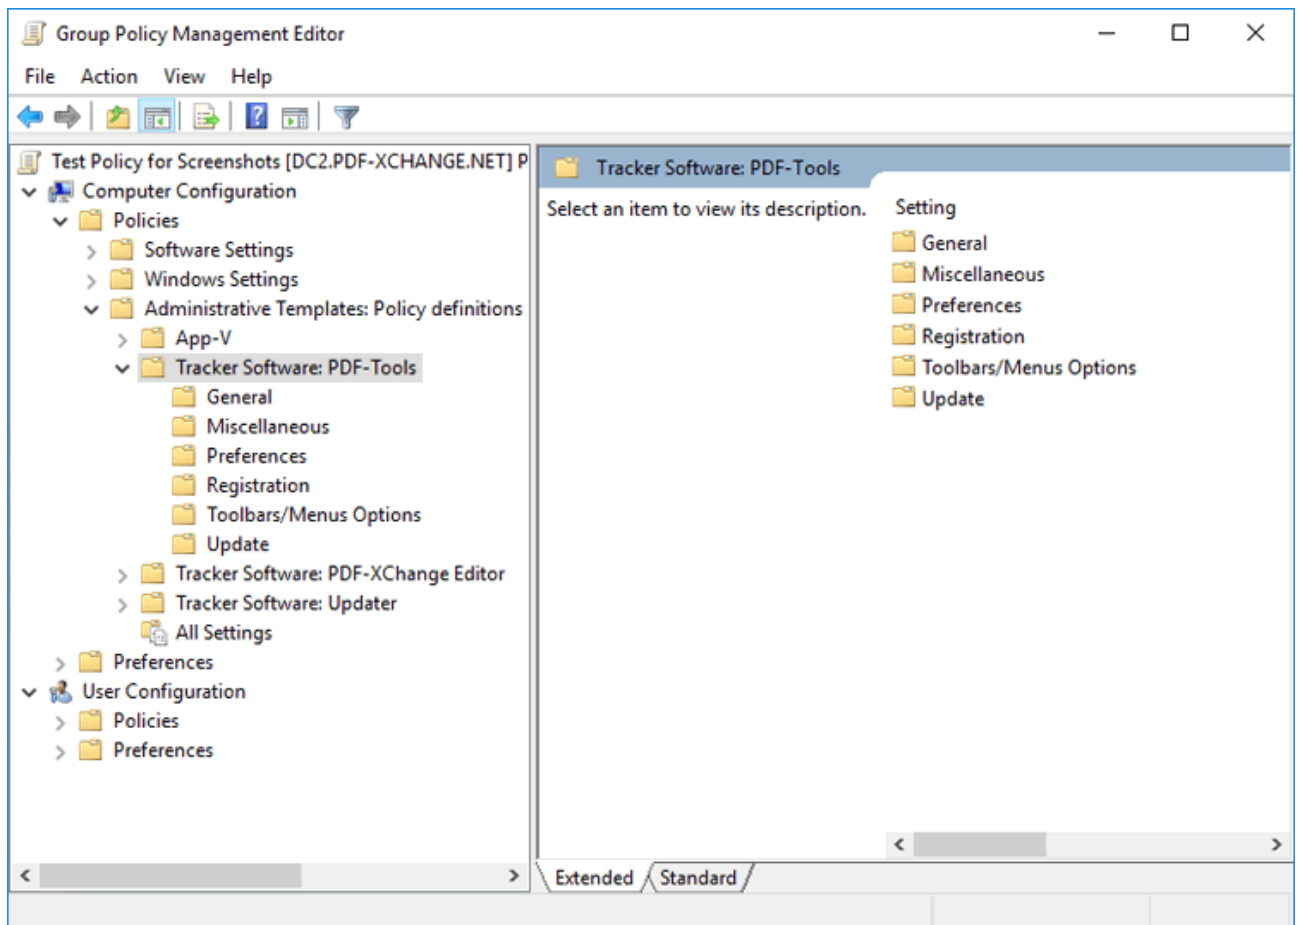 Group Policy Management Editor
File Action View Help
Test Policy for Screenshots [DC2.PDF-XCHANGE.NET] P
Computer Configuration
Policies
Software Settings
Windows Settings
Administrative Templates: Policy definitions
App-V
Tracker Software: PDF-Tools
General
Miscellaneous
Preferences
Registration
Toolbars/Menus Options
Update
Tracker Software: PDF-XChange Editor
Tracker Software: Updater
All Settings
Preferences
User Configuration
Policies
Preferences
Tracker Software: PDF-Tools
Select an item to view its description.
Setting
General
Miscellaneous
Preferences
Registration
Toolbars/Menus Options
Update
Extended Standard